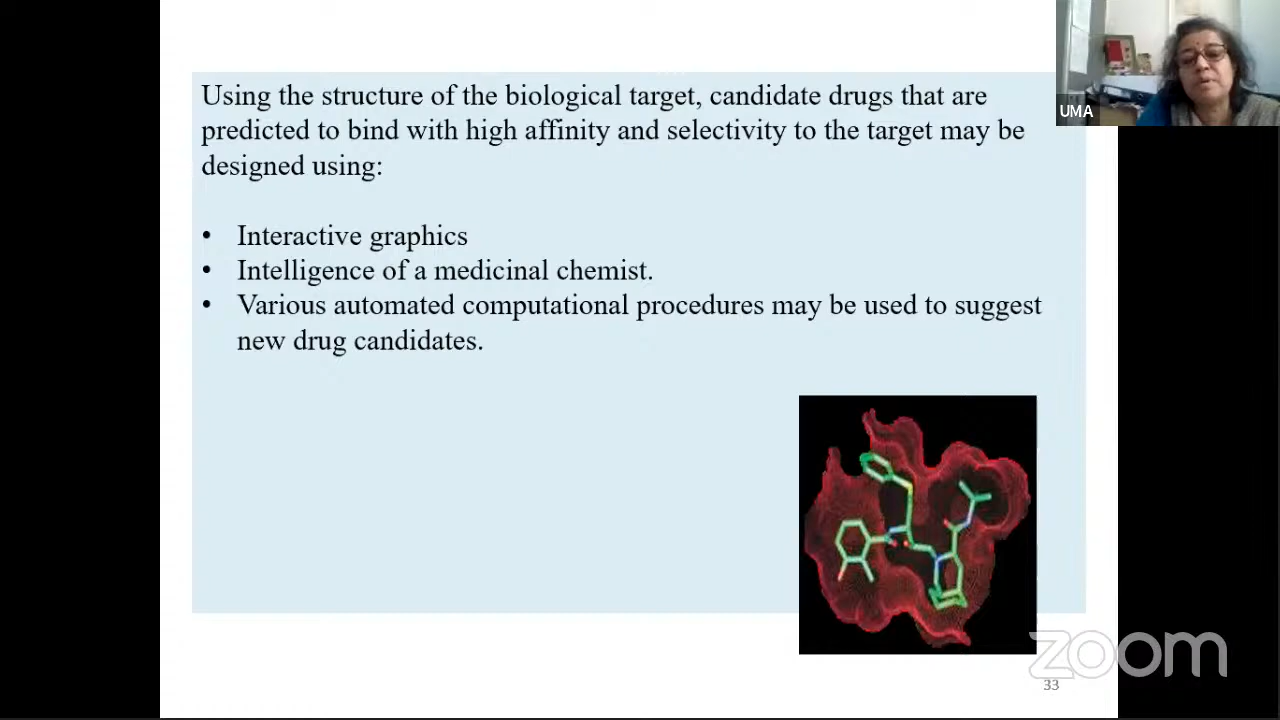 Using the structure of the biological target, candidate drugs that are
predicted to bind with high affinity and selectivity to the target may be
designed using:
• Interactive graphics
• Intelligence of a medicinal chemist.
• Various automated computational procedures may be used to suggest
new drug candidates.
UMA
zoom
33